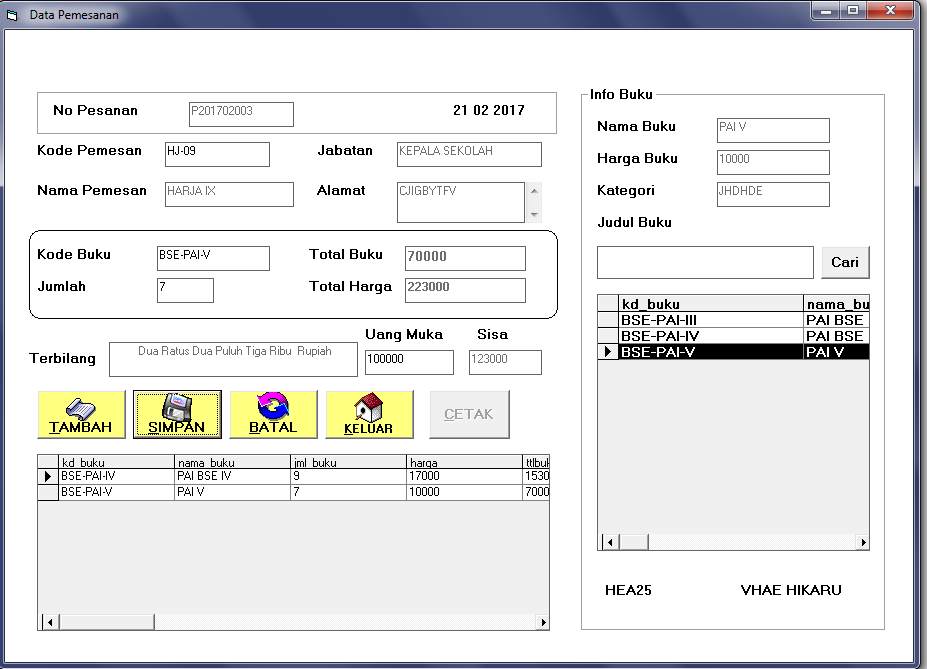 Data Pemesanan
No Pesanan P201702003 21 02 2017
Kode Pemesan HJ-09 Jabatan KEPALA SEKOLAH
Nama Pemesan HARJA IX Alamat CJIGBYTFV
Kode Buku BSE-PAI-V Total Buku 70000
Jumlah 7 Total Harga 223000
Uang Muka Sisa
Terbilang Dua Ratus Dua Puluh Tiga Ribu Rupiah 100000 123000
TAMBAH SIMPAN BATAL KELUAR CETAK
kd_buku nama_buku jml_buku harga ttlbul
BSE-PAI-IV PAI BSE IV 9 17000 1530
BSE-PAI-V PAI V 7 10000 7000
Info Buku
Nama Buku PAI V
Harga Buku 10000
Kategori JHDHDE
Judul Buku
Cari
kd_buku nama_bu
BSE-PAI-III PAI BSE
BSE-PAI-IV PAI BSE
BSE-PAI-V PAI V
HEA25 VHAE HIKARU